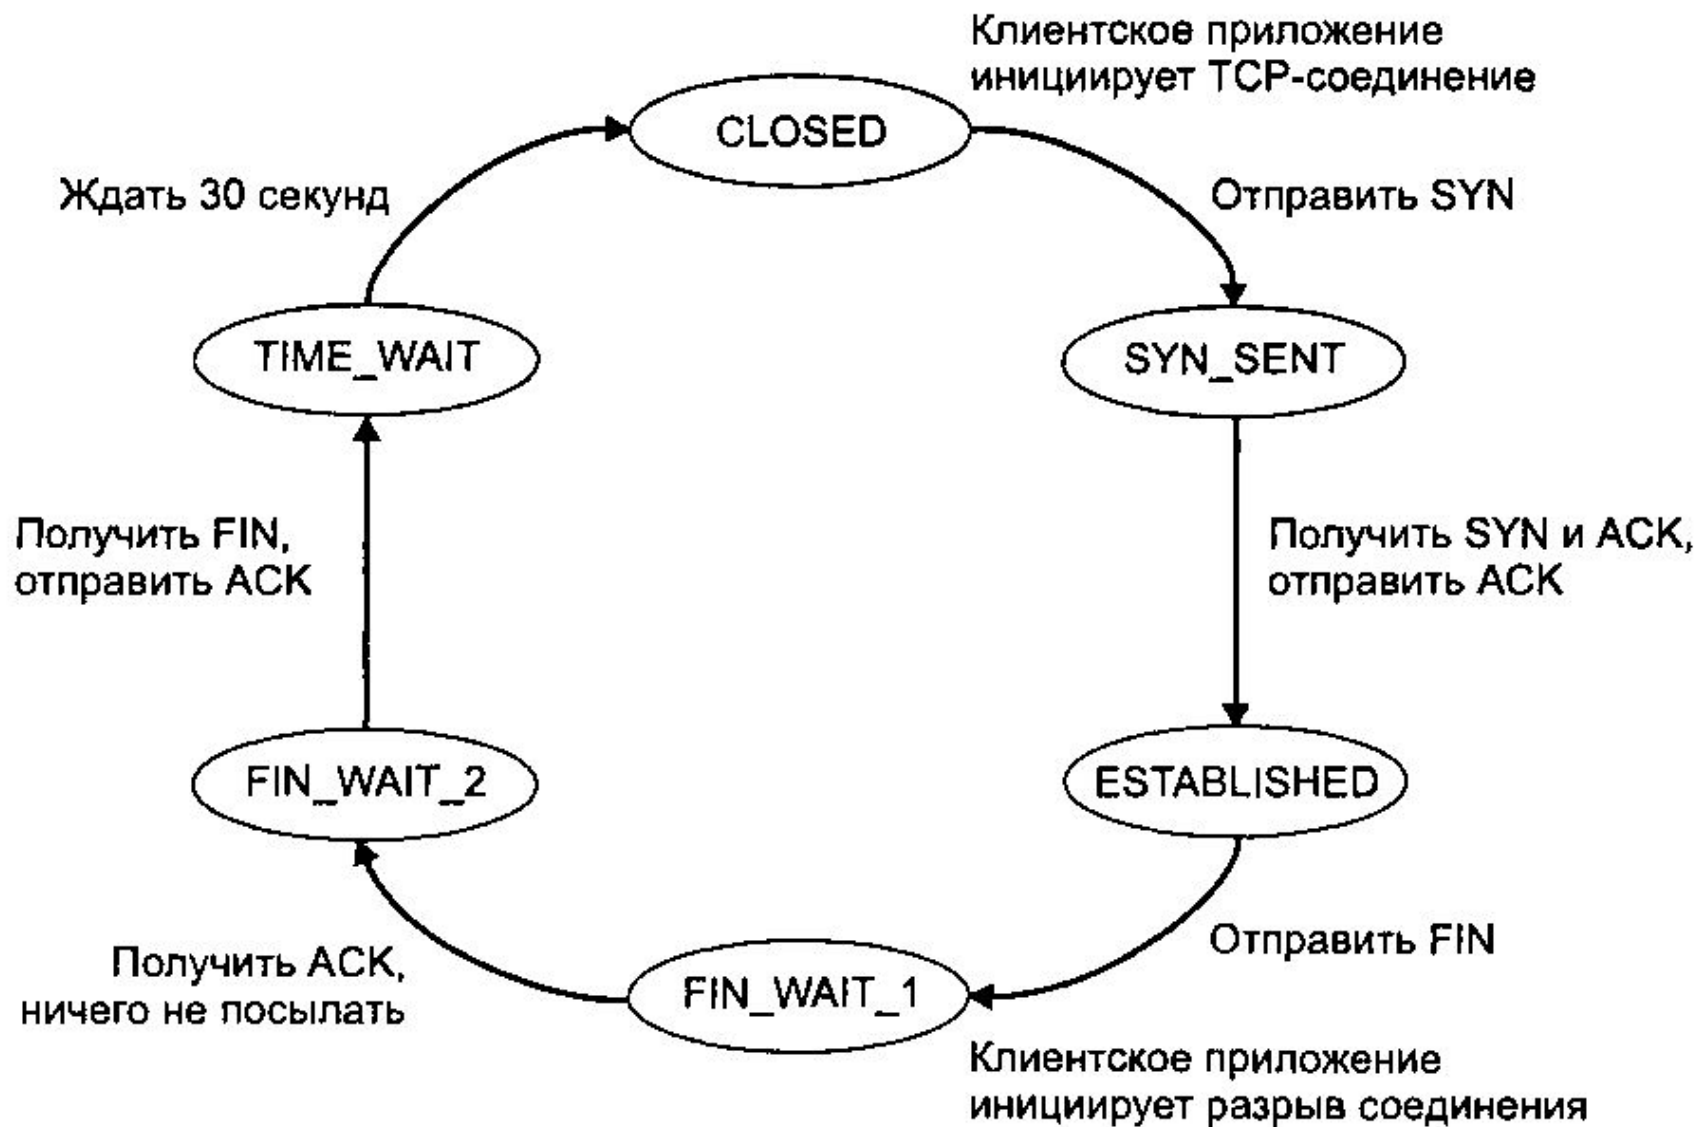 Клиентское приложение
инициирует TCP-соединение
CLOSED
Ждать 30 секунд
Отправить SYN
TIME_WAIT
SYN_SENT
Получить FIN,
отправить ACK
Получить SYN и ACK,
отправить ACK
FIN_WAIT_2
ESTABLISHED
Получить ACK,
ничего не посылать
FIN_WAIT_1
Отправить FIN
Клиентское приложение
инициирует разрыв соединения